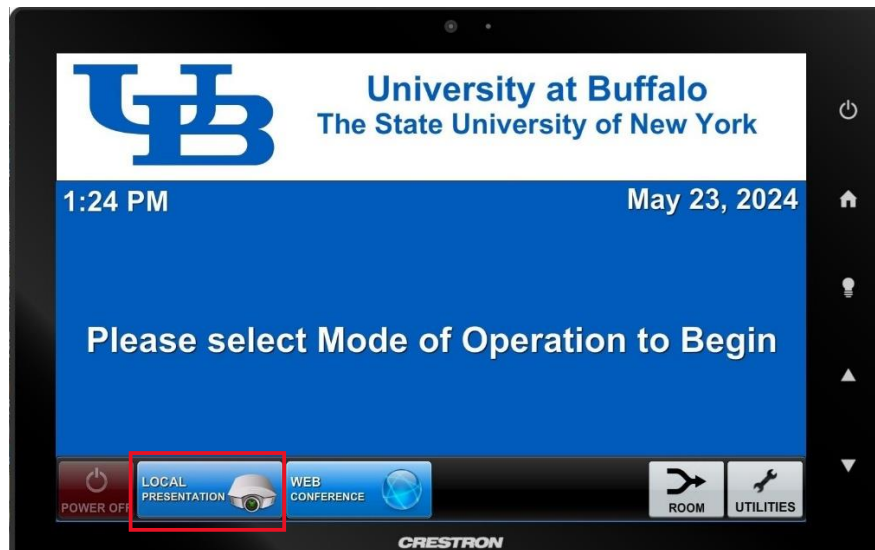 UB
University at Buffalo
The State University of New York
1:24 PM
May 23, 2024
Please select Mode of Operation to Begin
POWER OFF
LOCAL
PRESENTATION
WEB
CONFERENCE
ROOM
UTILITIES
CRESTRON